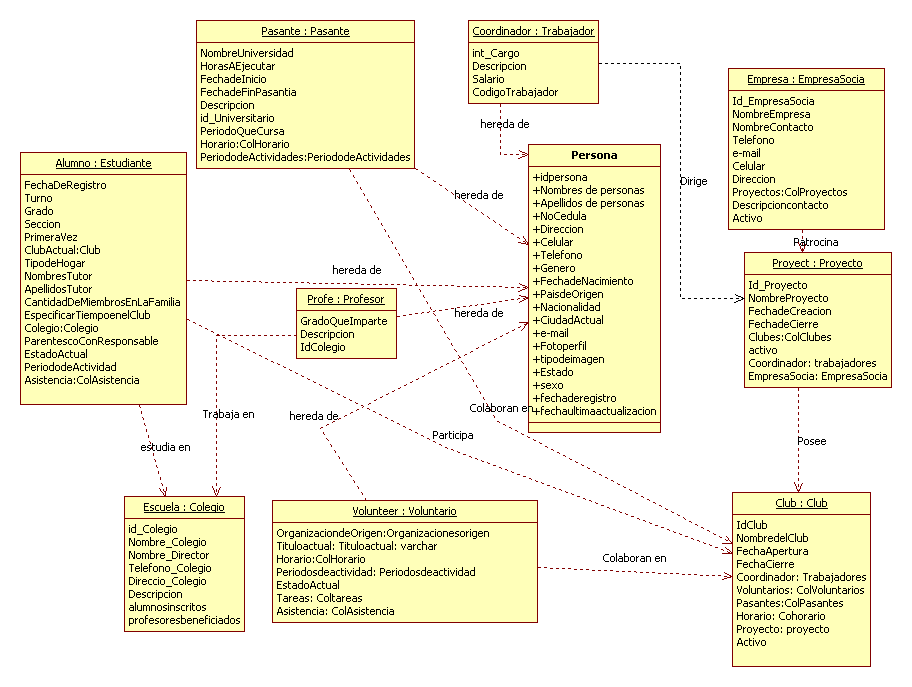 Pasante : Pasante
NombreUniversidad
HorasAEjecutar
FechadeInicio
FechadeFinPasantia
Descripcion
id_Universitario
PeriodoQueCursa
Horario:ColHorario
PeriododeActividades:PeriododeActividades
Coordinador : Trabajador
int_Cargo
Descripcion
Salario
CodigoTrabajador
Empresa : EmpresaSocia
Id_EmpresaSocia
NombreEmpresa
NombreContacto
Telefono
e-mail
Celular
Direccion
Proyectos:ColProyectos
Descripcioncontacto
Activo
hereda de
Alumno : Estudiante
FechaDeRegistro
Turno
Grado
Seccion
PrimeraVez
ClubActual:Club
TipodeHogar
NombresTutor
ApellidosTutor
CantidadDeMiembrosEnLaFamilia
EspecificarTiempoenelClub
Colegio:Colegio
ParentescoConResponsable
EstadoActual
PeriododeActividad
Asistencia:ColAsistencia
Persona
+idpersona
+Nombres de personas
+Apellidos de personas
+NoCedula
+Direccion
+Celular
+Telefono
+Genero
+FechadeNacimiento
+PaisdeOrigen
+Nacionalidad
+CiudadActual
+e-mail
+Fotoperfil
+tipodeimagen
+Estado
+sexo
+fechaderegistro
+fechaultimaactualizacion
Dirige
hereda de
Patrocina
Proyect : Proyecto
Id_Proyecto
NombreProyecto
FechadeCreacion
FechadeCierre
Clubes:ColClubes
activo
Coordinador: trabajadores
EmpresaSocia: EmpresaSocia
hereda de
Profe : Profesor
GradoQueImparte
Descripcion
IdColegio
hereda de
Trabaja en
hereda de
Colaboran en
Participa
Posee
estudia en
Escuela : Colegio
id_Colegio
Nombre_Colegio
Nombre_Director
Telefono_Colegio
Direccio_Colegio
Descripcion
alumnosinscritos
profesoresbeneficiados
Volunteer : Voluntario
OrganizaciondeOrigen:Organizacionesorigen
Tituloactual: Tituloactual: varchar
Horario:ColHorario
Periodosdeactividad: Periodosdeactividad
EstadoActual
Tareas: Coltareas
Asistencia: ColAsistencia
Colaboran en
Club : Club
IdClub
NombredelClub
FechaApertura
FechaCierre
Coordinador: Trabajadores
Voluntarios: ColVoluntarios
Pasantes:ColPasantes
Horario: Cohorario
Proyecto: proyecto
Activo